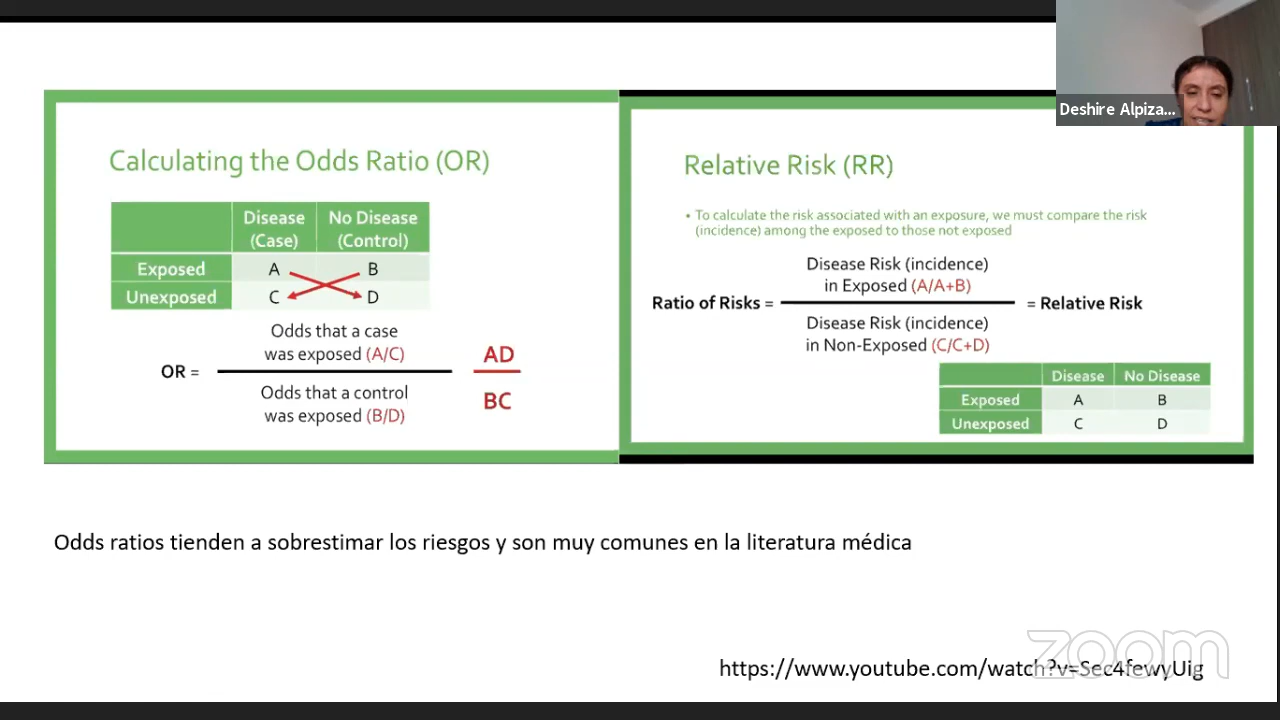 Deshire Alpiza...
Calculating the Odds Ratio (OR)
Disease No Disease
(Case) (Control)
Exposed A B
Unexposed C D
Odds that a case
was exposed (A/C)
OR =
Odds that a control
was exposed (B/D)
AD
BC
Relative Risk (RR)
• To calculate the risk associated with an exposure, we must compare the risk
(incidence) among the exposed to those not exposed
Disease Risk (incidence)
in Exposed (A/A+B)
Ratio of Risks = = Relative Risk
Disease Risk (incidence)
in Non-Exposed (C/C+D)
Disease No Disease
Exposed A B
Unexposed C D
Odds ratios tienden a sobrestimar los riesgos y son muy comunes en la literatura médica
https://www.youtube.com/watch?v=Sec4fewyUig
zoom